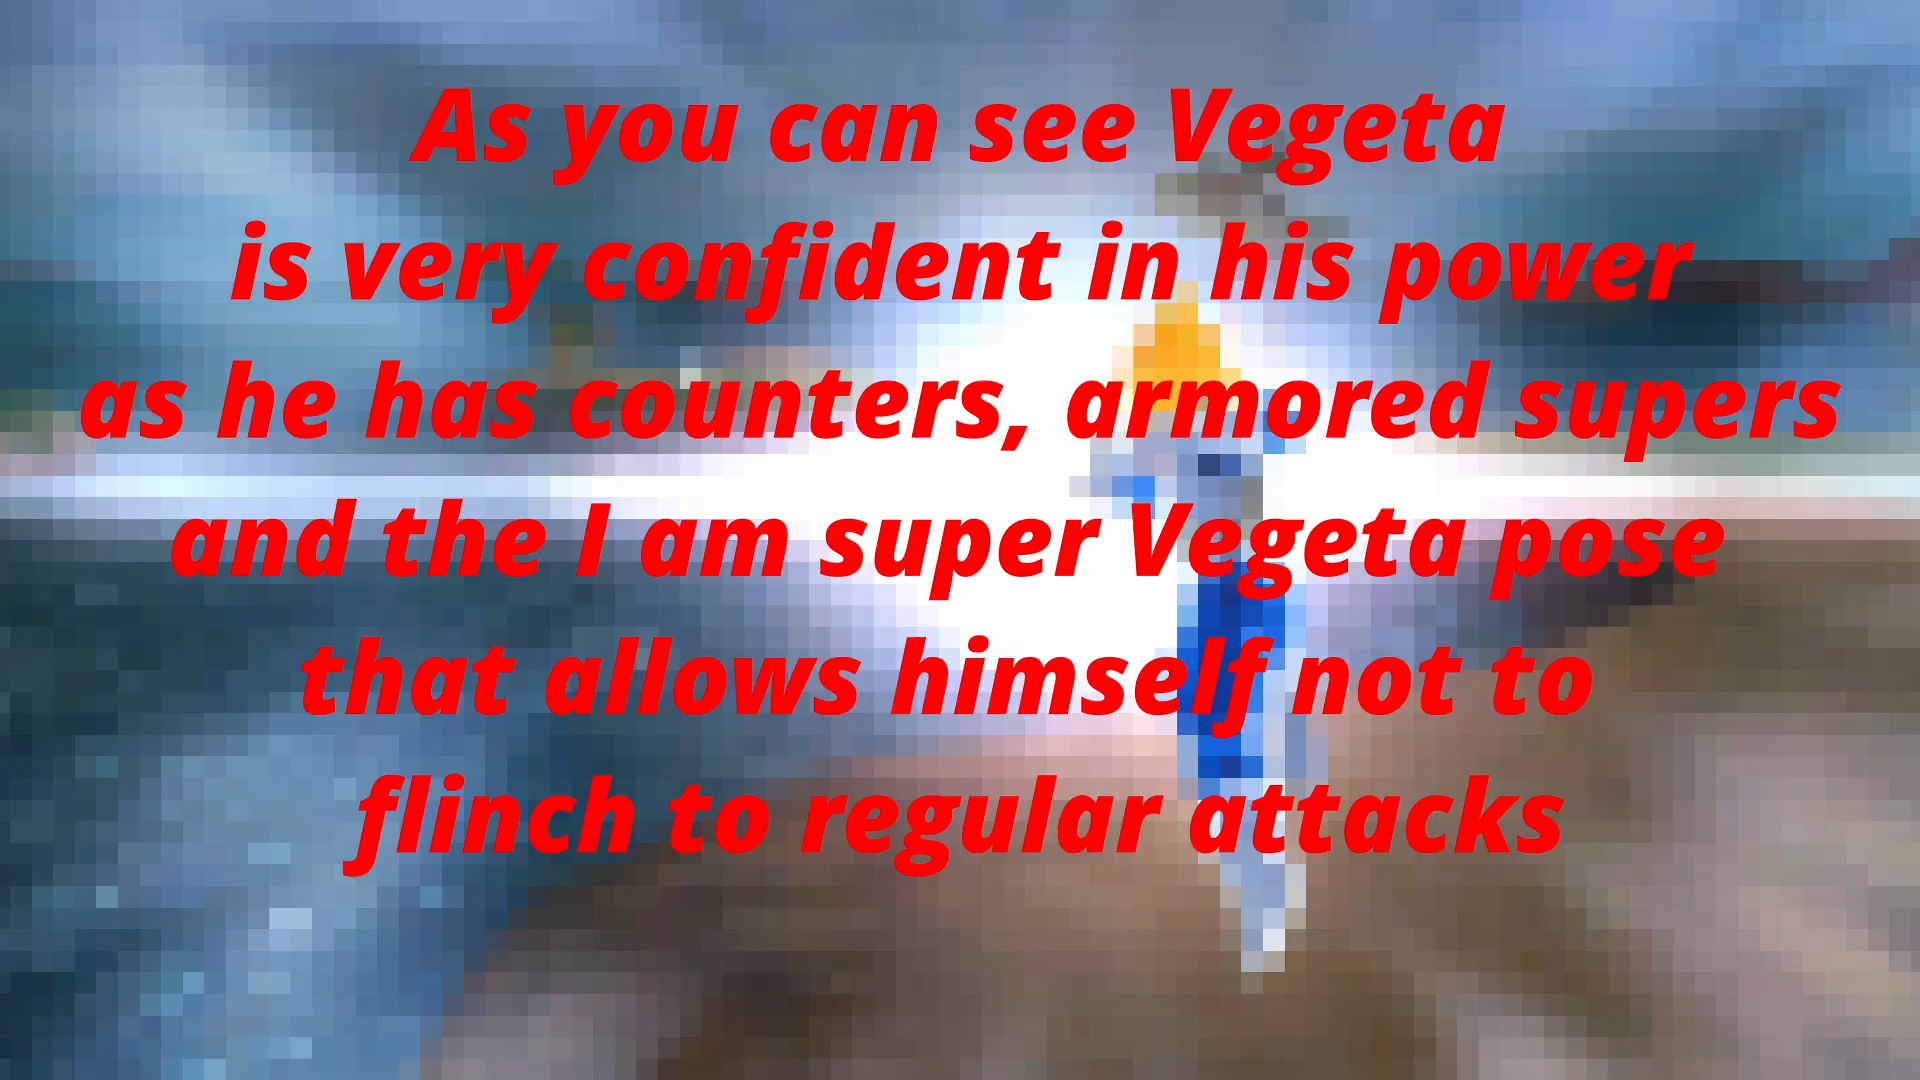 As you can see Vegeta
is very confident in his power
as he has counters, armored supers
and the I am super Vegeta pose
that allows himself not to
flinch to regular attacks